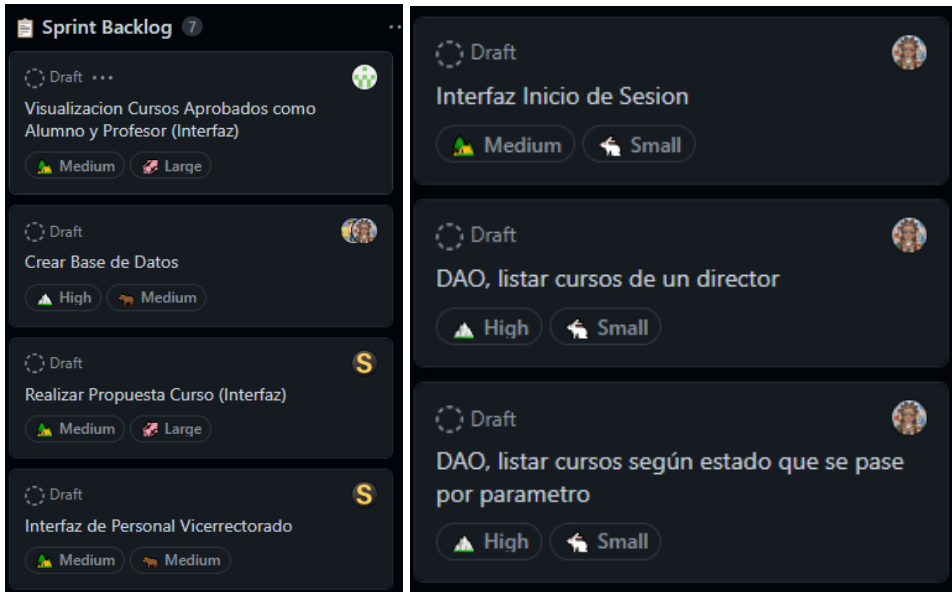 Sprint Backlog 7
Draft
Visualizacion Cursos Aprobados como
Alumno y Profesor (Interfaz)
Medium Large
Draft
Crear Base de Datos
High Medium
Draft S
Realizar Propuesta Curso (Interfaz)
Medium Large
Draft S
Interfaz de Personal Vicerrectorado
Medium Medium
Draft
Interfaz Inicio de Sesion
Medium Small
Draft
DAO, listar cursos de un director
High Small
Draft
DAO, listar cursos según estado que se pase
por parametro
High Small